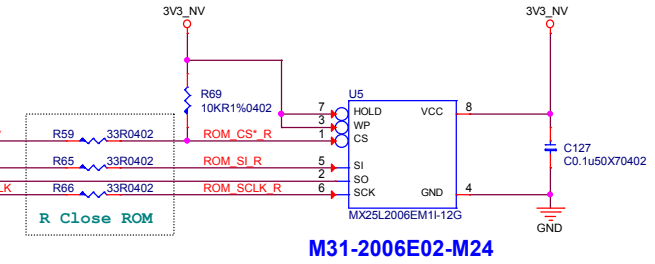 3V3_NV 3V3_NV
R69
10KR1%0402
U5
7 HOLD VCC 8
3 WP
R59 33R0402 ROM_CS*_R 1 CS
C127
C0.1u50X70402
R65 33R0402 ROM_SI_R 5 SI
2 SO
LK R66 33R0402 ROM_SCLK_R 6 SCK GND 4
R Close ROM
MX25L2006EM1I-12G
GND
M31-2006E02-M24